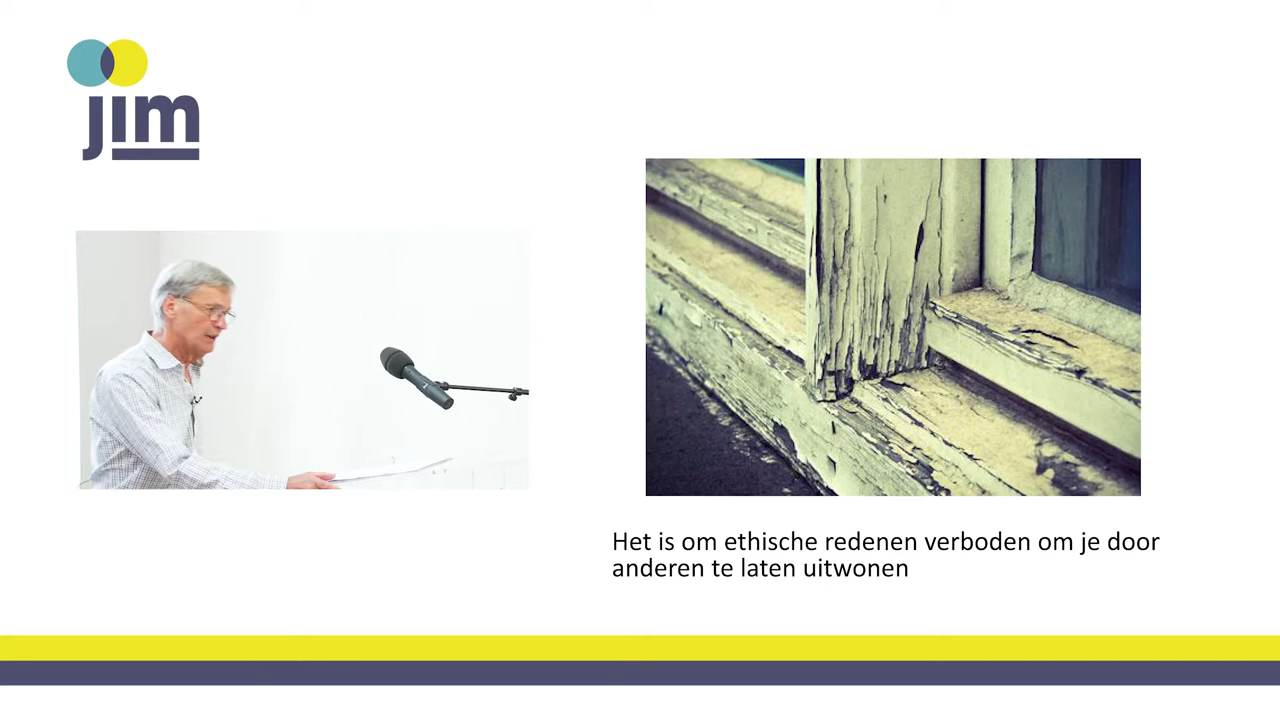 jim
Het is om ethische redenen verboden om je door
anderen te laten uitwonen